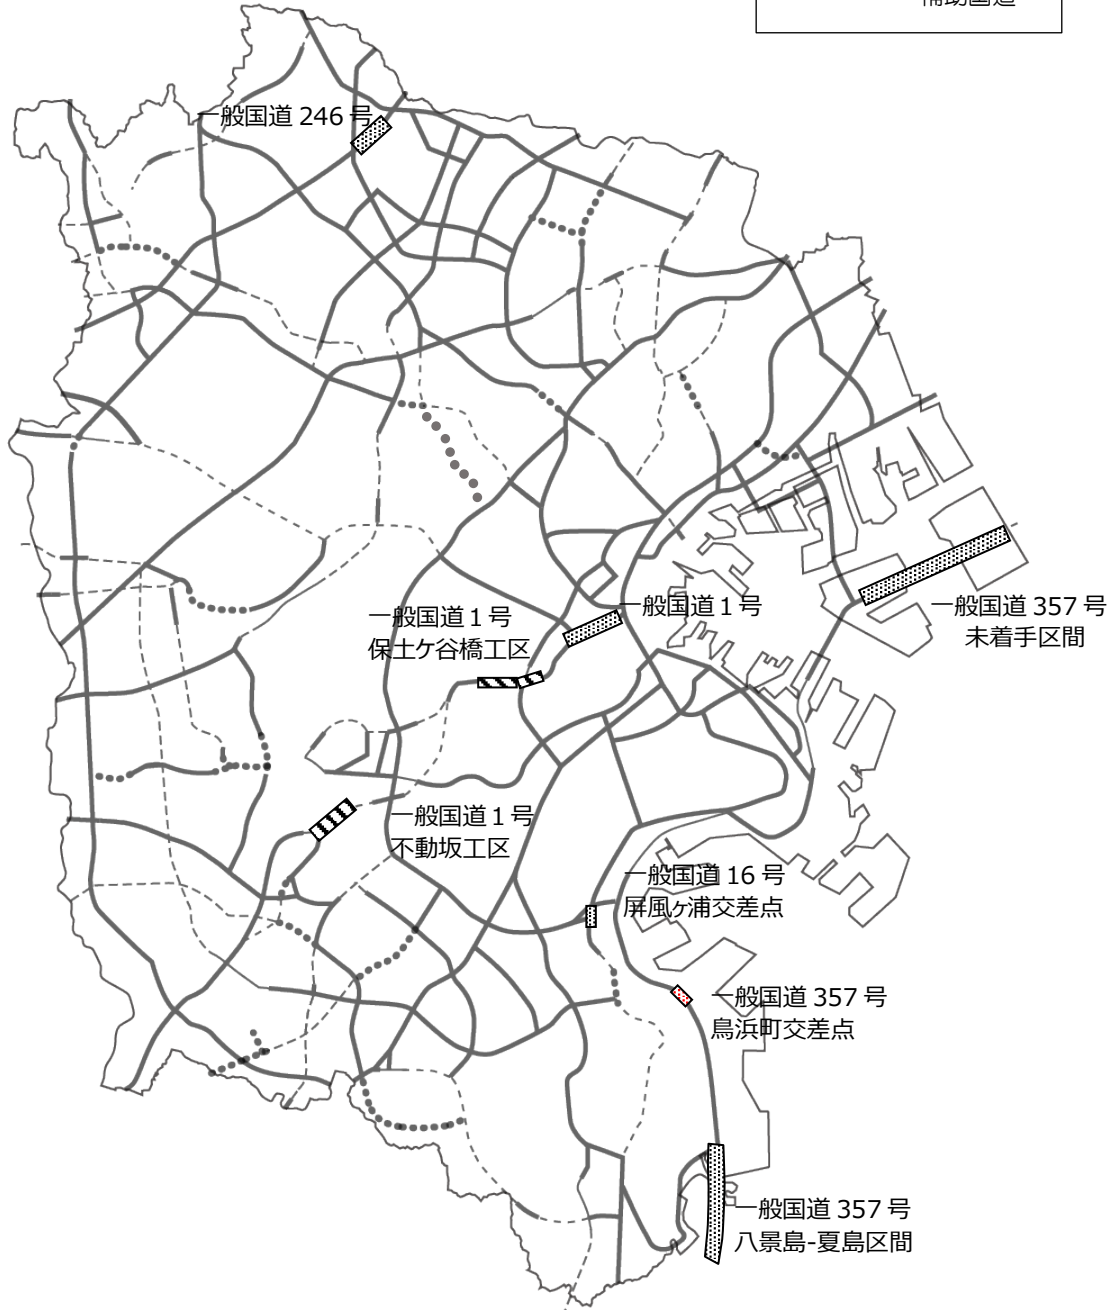 補助国道
一般国道 246 号
一般国道 357 号
未着手区間
一般国道１号
一般国道１号
保土ケ谷橋工区
一般国道１号
不動坂工区
一般国道 16 号
屏風ヶ浦交差点
一般国道 357 号
鳥浜町交差点
一般国道 357 号
八景島-夏島区間